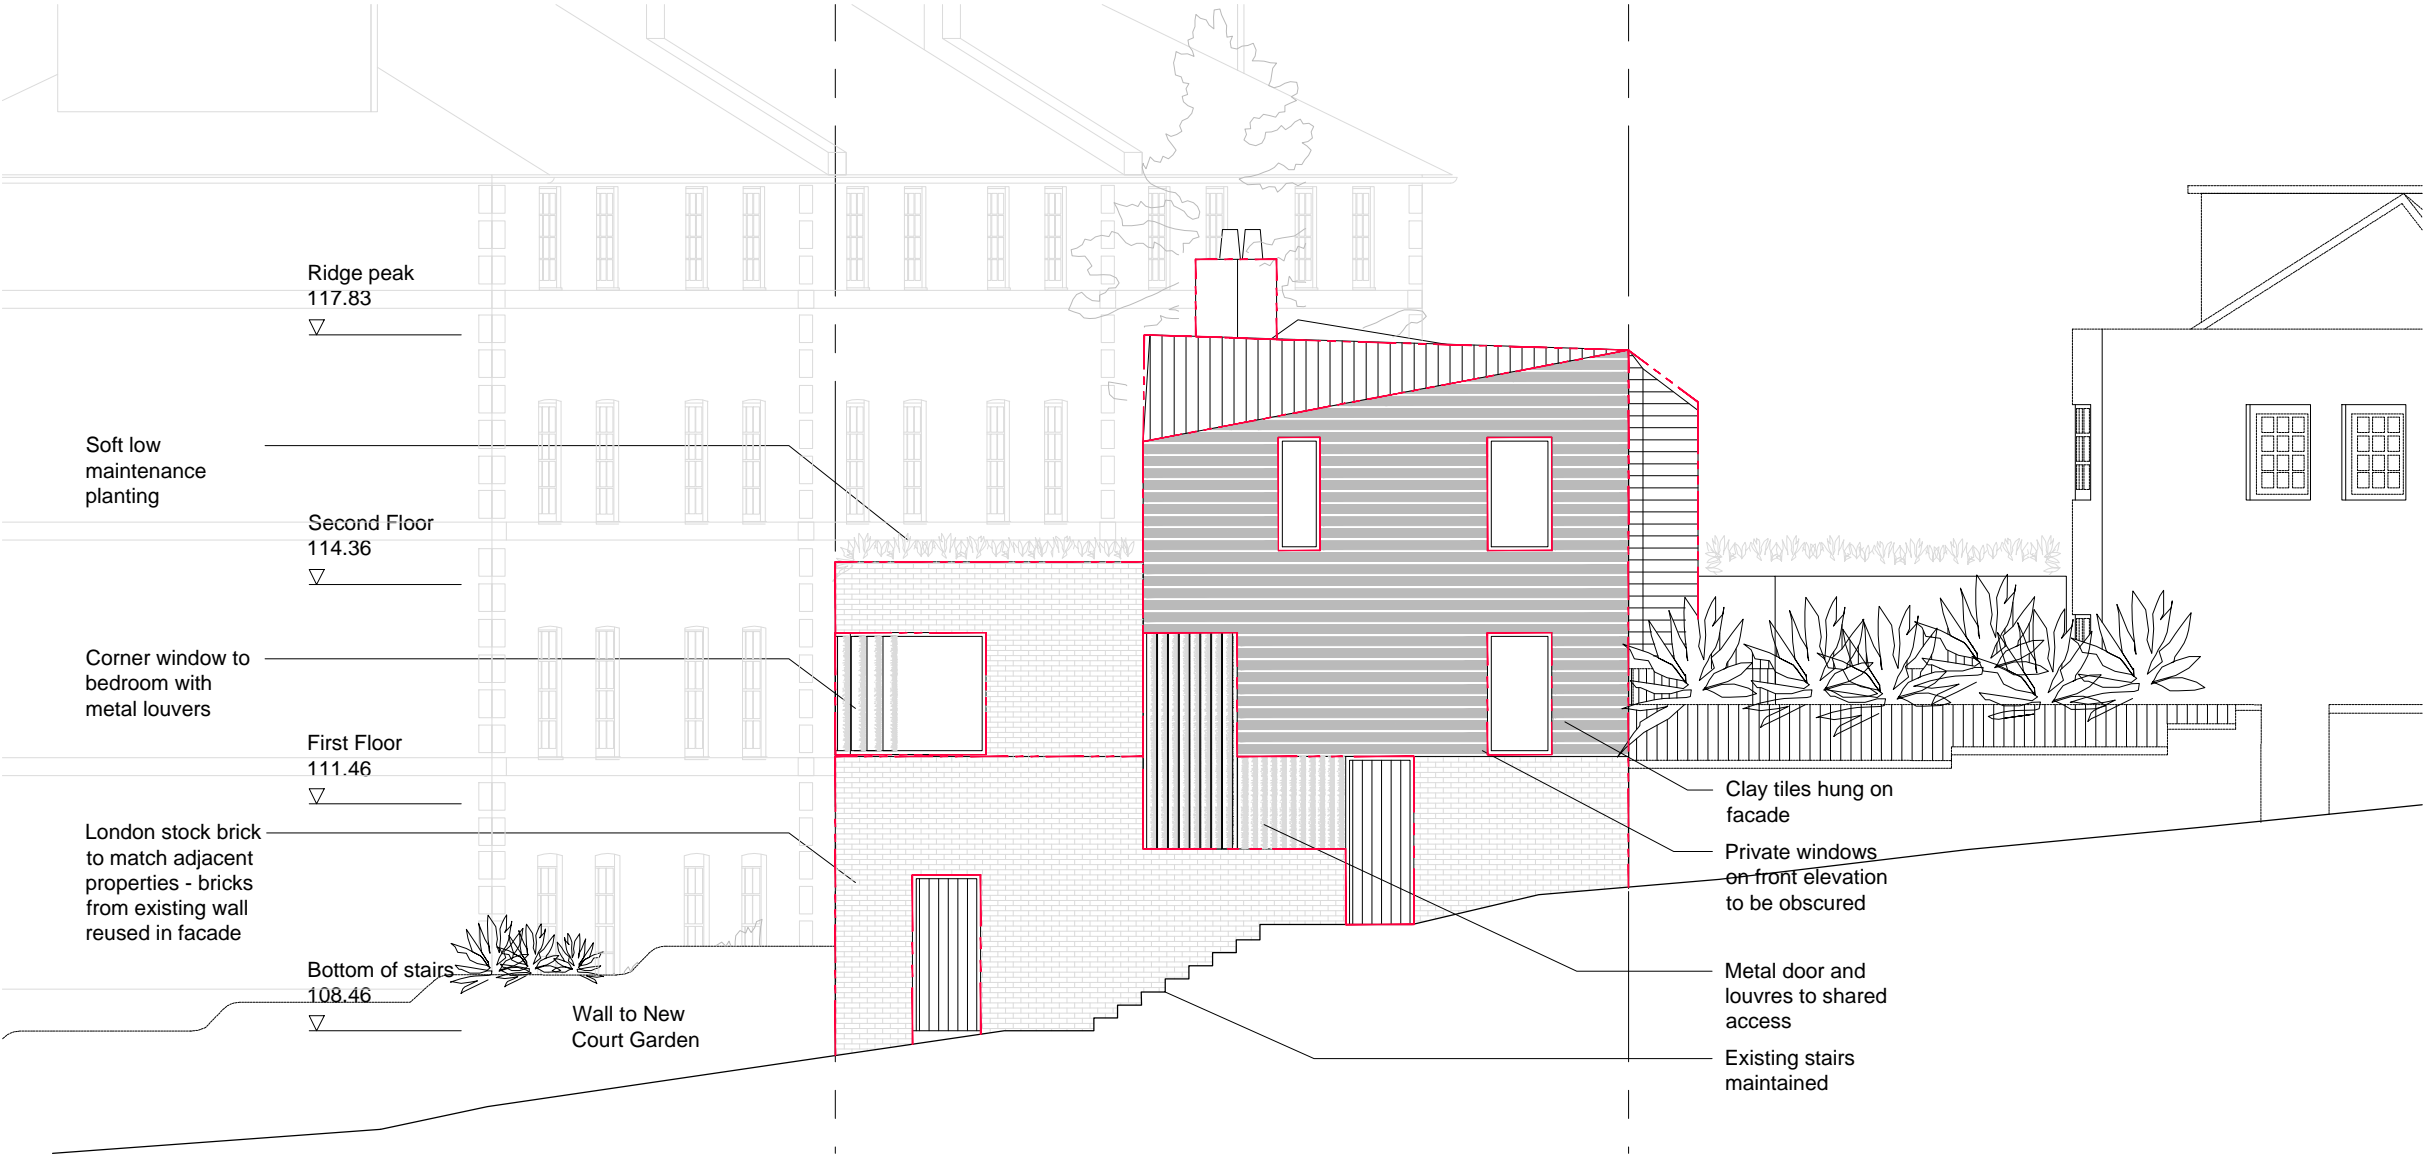 Ridge peak
117.83
Soft low
maintenance
planting
Second Floor
114.36
Corner window to
bedroom with
metal louvers
First Floor
111.46
London stock brick
to match adjacent
properties - bricks
from existing wall
reused in facade
Bottom of stairs
108.46
Wall to New
Court Garden
Clay tiles hung on
facade
Private windows
on front elevation
to be obscured
Metal door and
louvres to shared
access
Existing stairs
maintained